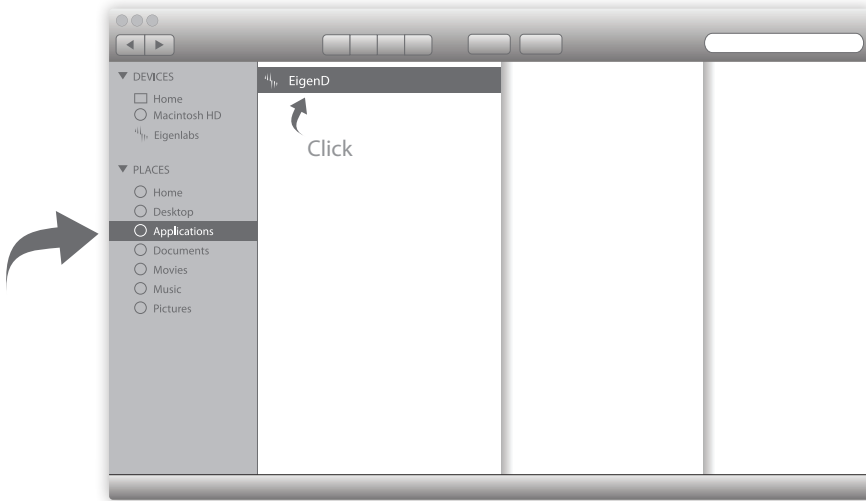 DEVICES
Home
Macintosh HD
Eigenlabs
PLACES
Home
Desktop
Applications
Documents
Movies
Music
Pictures
EigenD
Click